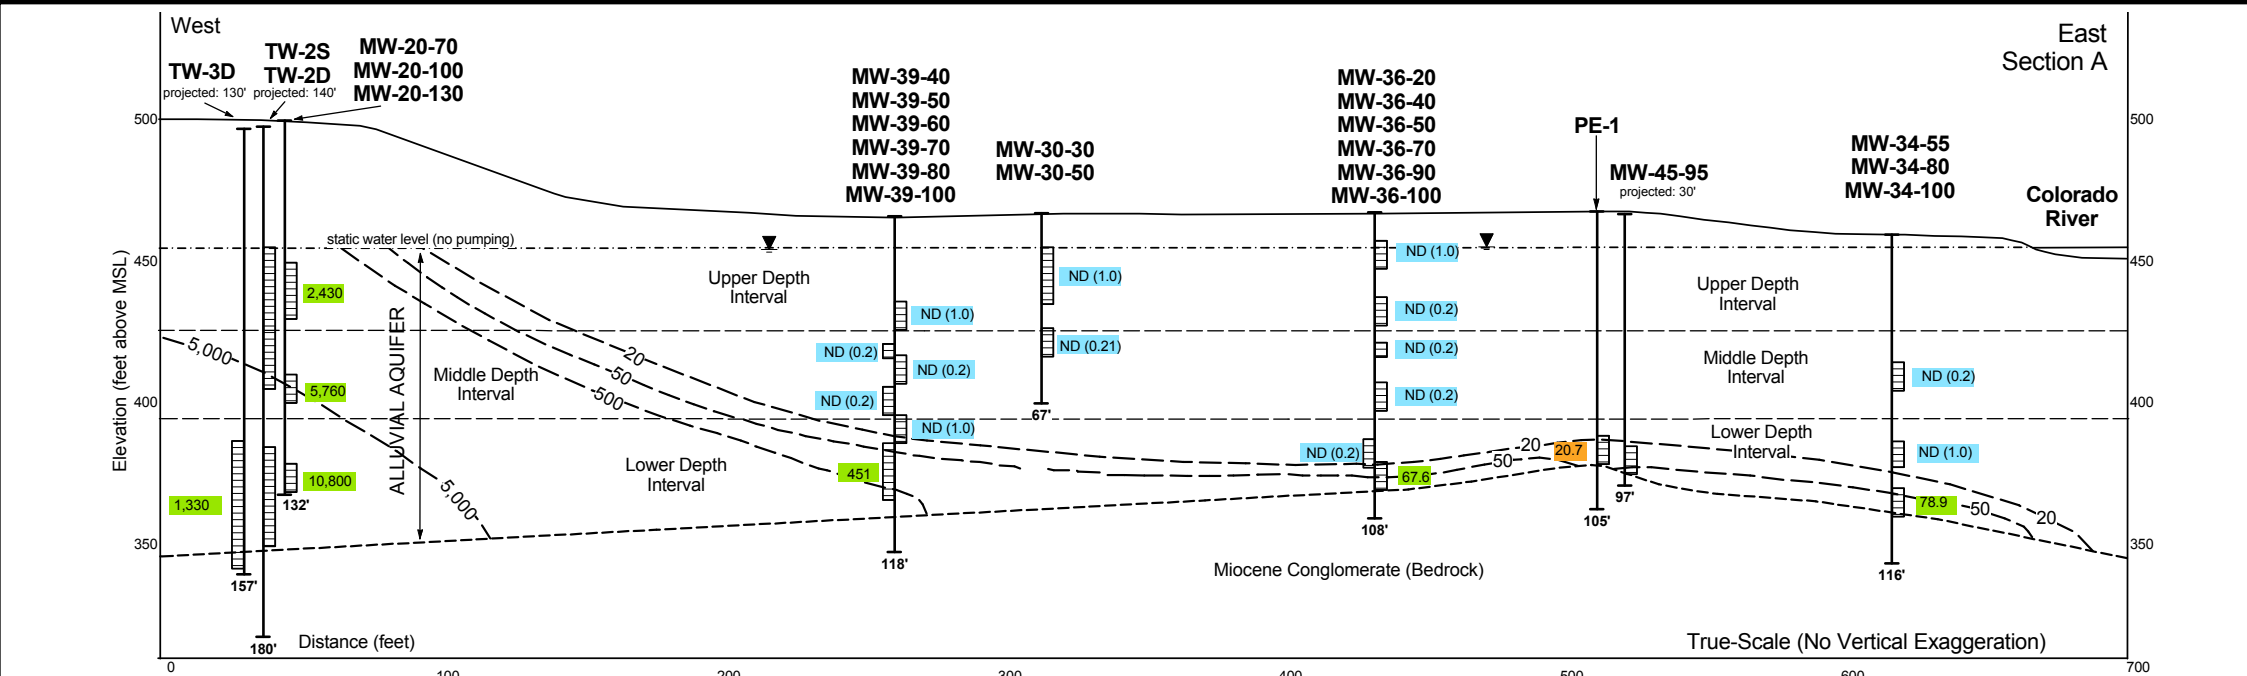 West
East
Section A
TW-3D
projected: 130'
TW-2S
TW-2D
projected: 140'
MW-20-70
MW-20-100
MW-20-130
MW-39-40
MW-39-50
MW-39-60
MW-39-70
MW-39-80
MW-39-100
MW-30-30
MW-30-50
MW-36-20
MW-36-40
MW-36-50
MW-36-70
MW-36-90
MW-36-100
PE-1
MW-45-95
projected: 30'
MW-34-55
MW-34-80
MW-34-100
Colorado
River
Elevation (feet above MSL)
500
450
400
350
500
450
400
350
static water level (no pumping)
ALLUVIAL AQUIFER
Upper Depth
Interval
Middle Depth
Interval
Lower Depth
Interval
Upper Depth
Interval
Middle Depth
Interval
Lower Depth
Interval
2,430
5,760
10,800
1,330
5,000
5,000
20
50
500
ND (1.0)
ND (0.2)
ND (0.2)
ND (0.2)
ND (1.0)
451
ND (1.0)
ND (0.21)
ND (1.0)
ND (0.2)
ND (0.2)
ND (0.2)
ND (0.2)
67.6
20
50
20.7
ND (0.2)
ND (1.0)
78.9
50
20
157'
180'
132'
118'
67'
108'
105'
97'
116'
Miocene Conglomerate (Bedrock)
Distance (feet)
True-Scale (No Vertical Exaggeration)
0
100
200
300
400
500
600
700